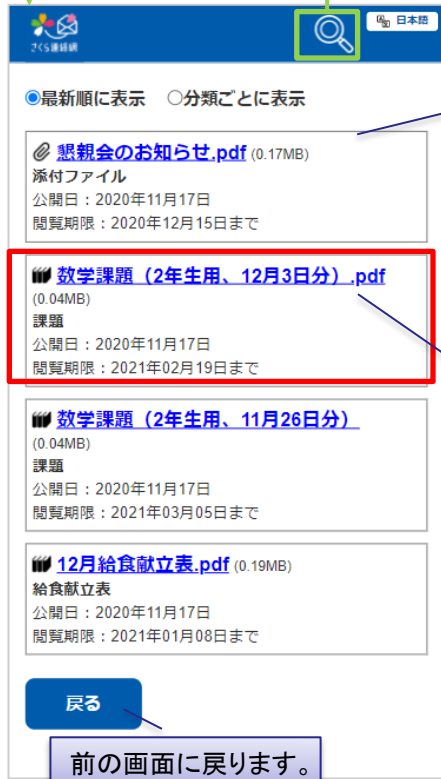 さくら連絡網
日本語
最新順に表示 分類ごとに表示
懇親会のお知らせ.pdf (0.17MB)
添付ファイル
公開日：2020年11月17日
閲覧期限：2020年12月15日まで
数学課題（2年生用、12月3日分）.pdf
(0.04MB)
課題
公開日：2020年11月17日
閲覧期限：2021年02月19日まで
数学課題（2年生用、11月26日分）
(0.04MB)
課題
公開日：2020年11月17日
閲覧期限：2021年03月05日まで
12月給食献立表.pdf (0.19MB)
給食献立表
公開日：2020年11月17日
閲覧期限：2021年01月08日まで
戻る
前の画面に戻ります。